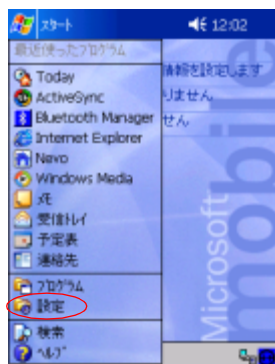 スタート 12:02
最近使ったプログラム
Today
情報を設定します
ActiveSync
りません
Bluetooth Manager
せん
Internet Explorer
Nevo
Windows Media
メモ
受信トレイ
予定表
連絡先
プログラム
設定
検索
ヘルプ
Microsoft
mobile